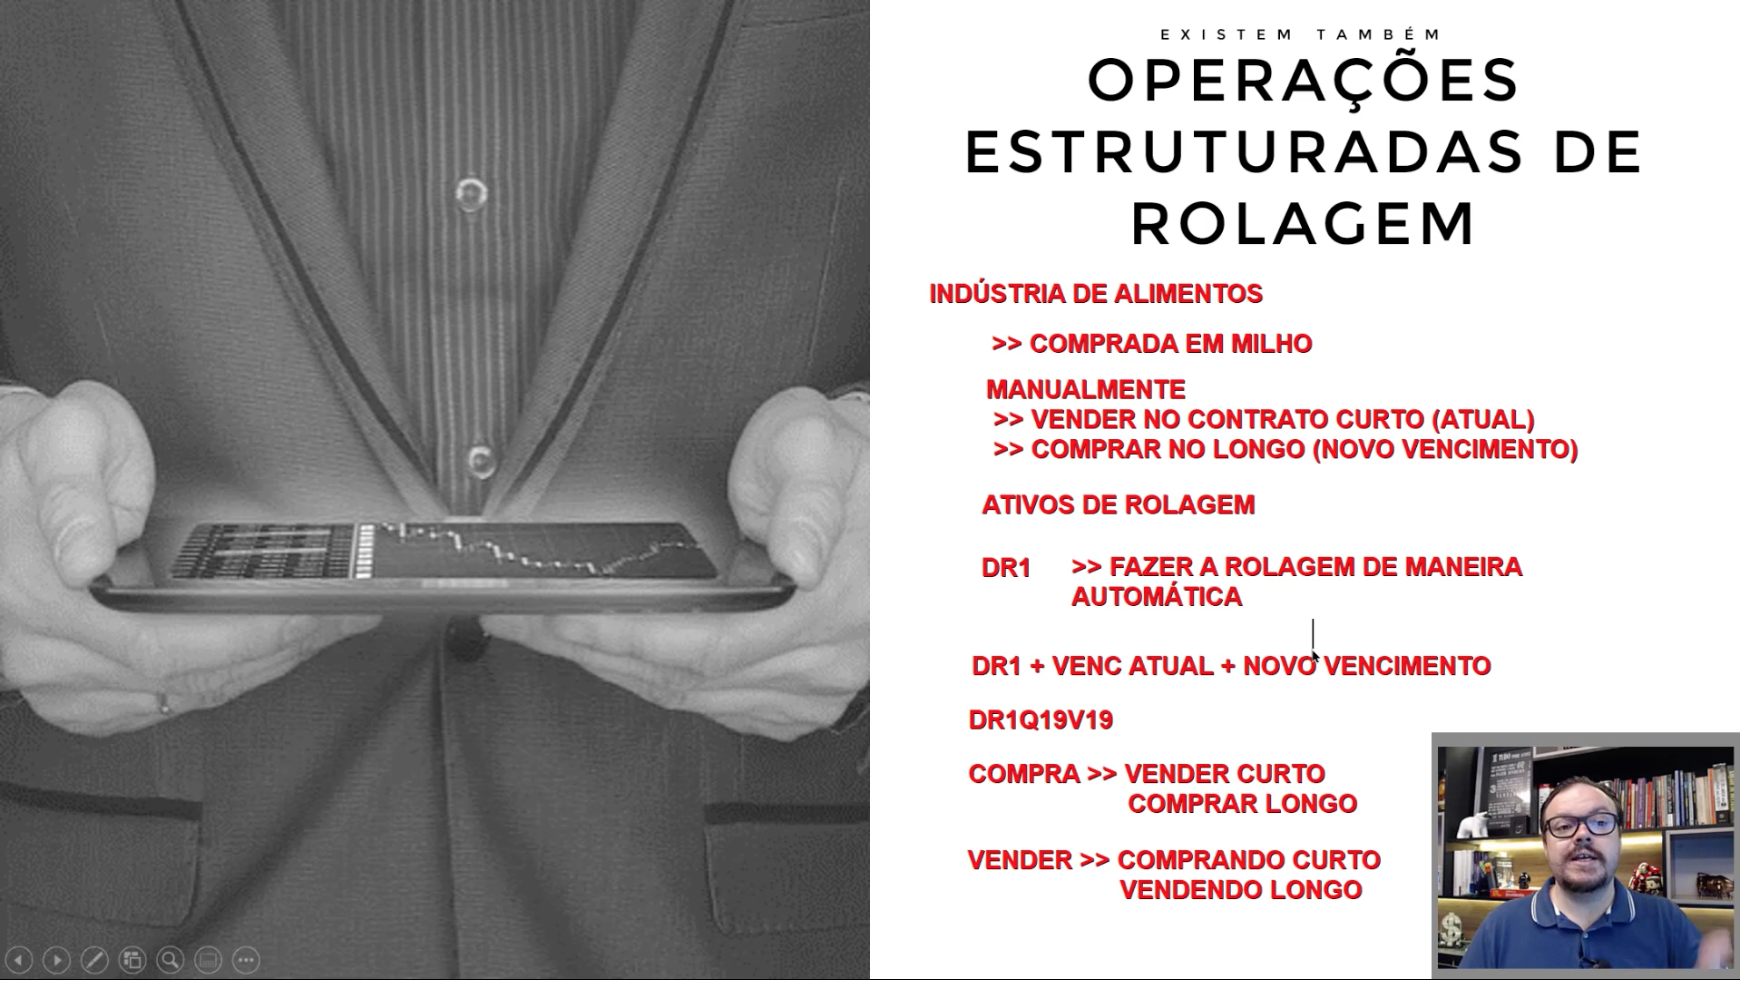 EXISTEM TAMBÉM
OPERAÇÕES
ESTRUTURADAS DE
ROLAGEM
INDÚSTRIA DE ALIMENTOS
>> COMPRADA EM MILHO
MANUALMENTE
>> VENDER NO CONTRATO CURTO (ATUAL)
>> COMPRAR NO LONGO (NOVO VENCIMENTO)
ATIVOS DE ROLAGEM
DR1 >> FAZER A ROLAGEM DE MANEIRA
AUTOMÁTICA
DR1 + VENC ATUAL + NOVO VENCIMENTO
DR1Q19V19
COMPRA >> VENDER CURTO
COMPRAR LONGO
VENDER >> COMPRANDO CURTO
VENDENDO LONGO